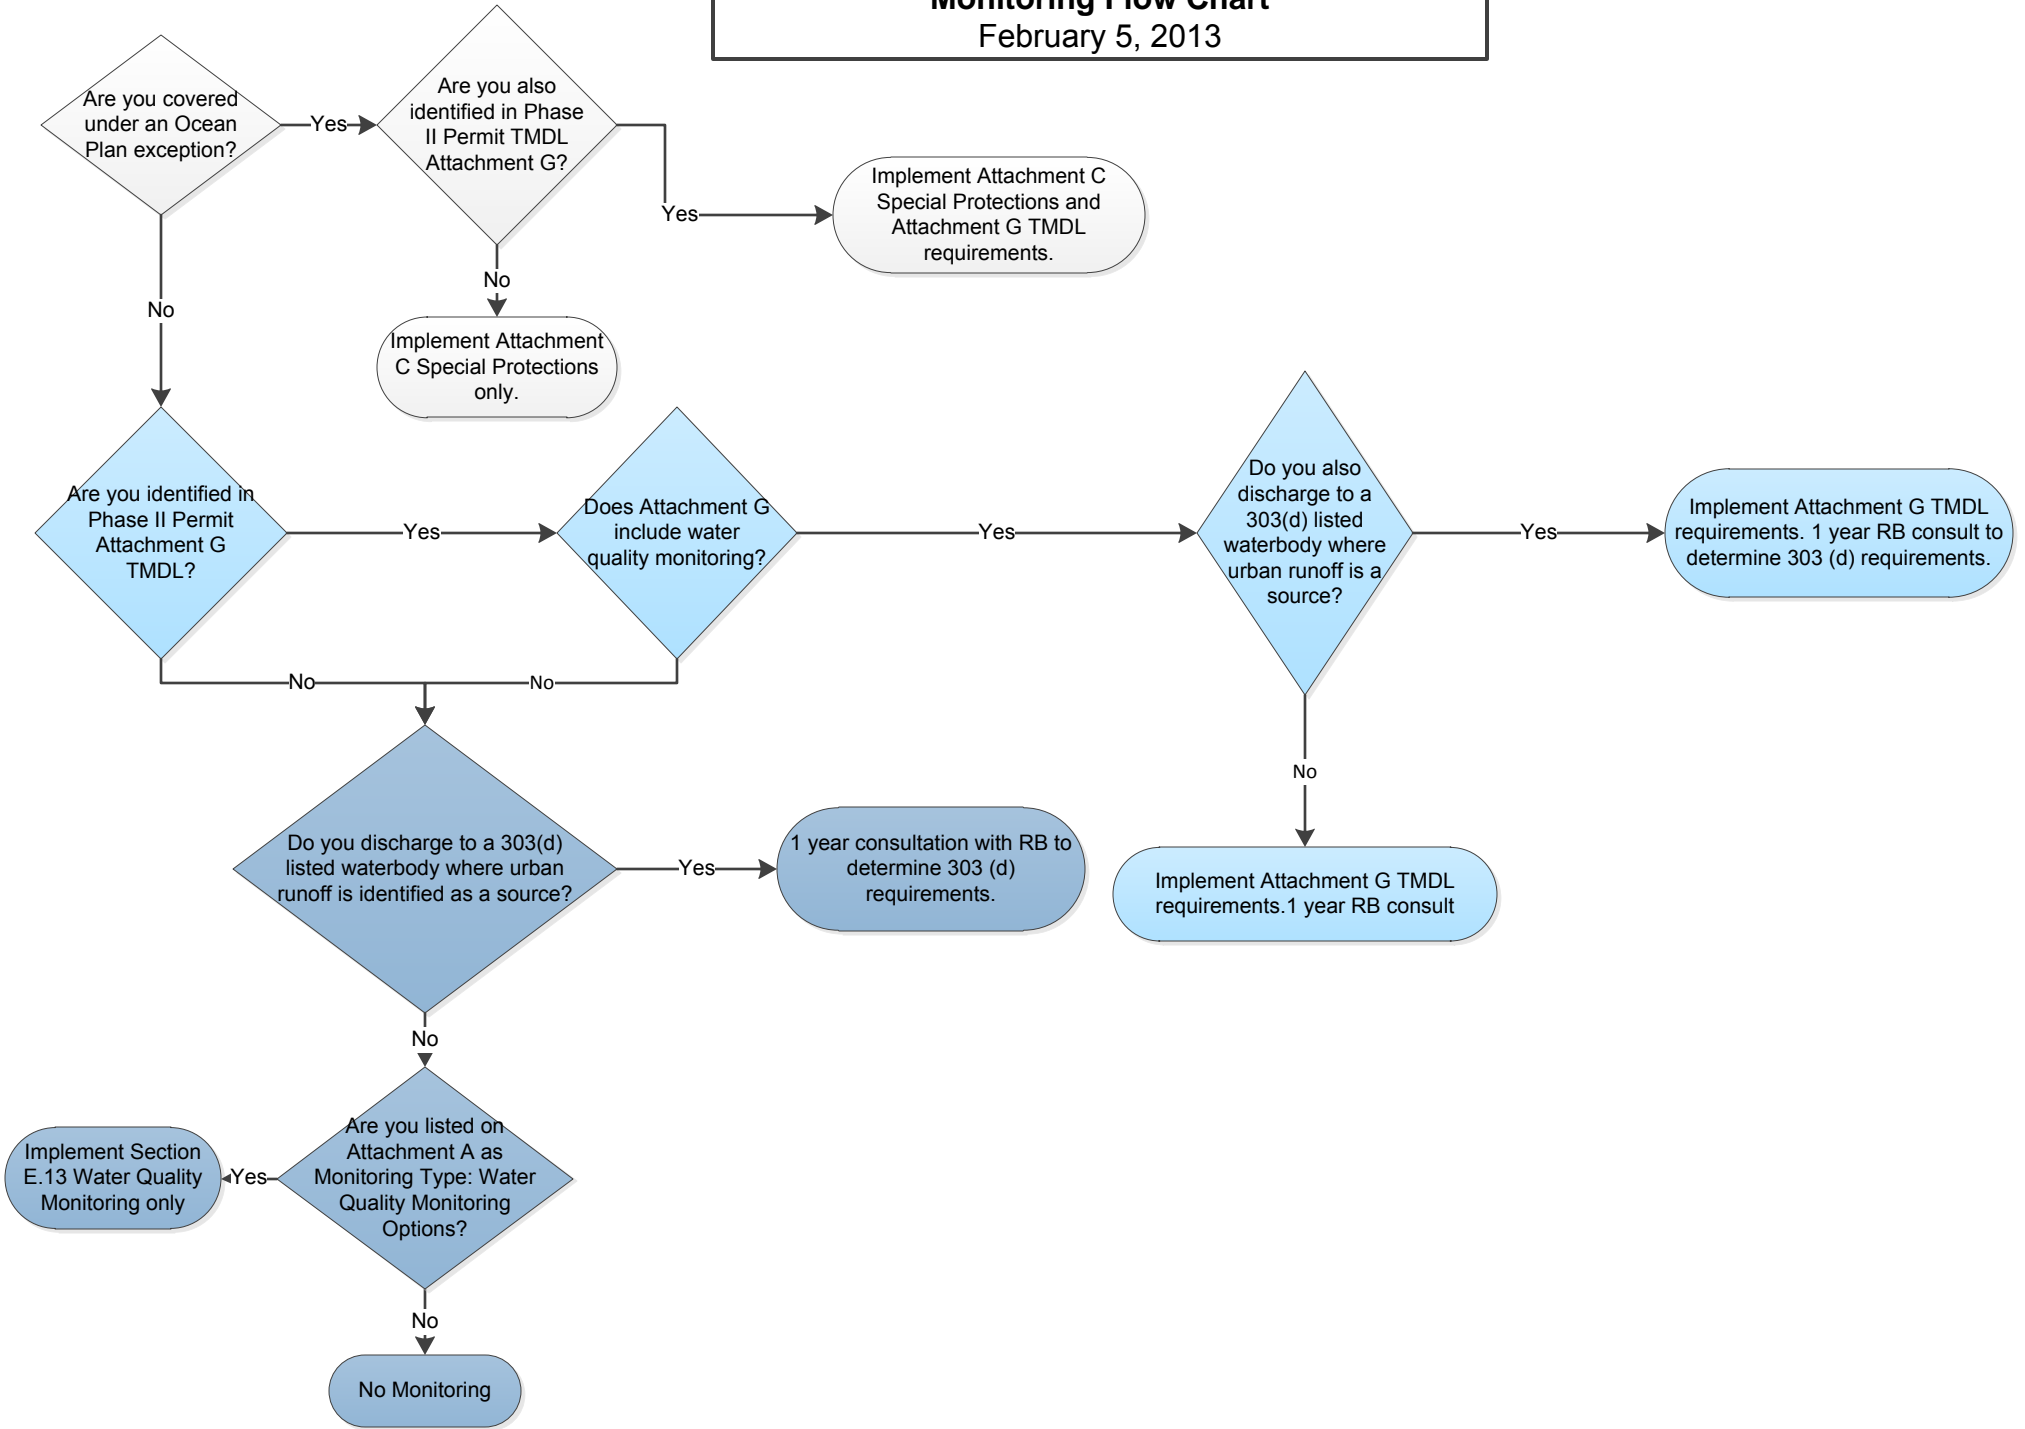 Monitoring Flow Chart
February 5, 2013
Are you covered
under an Ocean
Plan exception?
Yes
Are you also
identified in Phase
II Permit TMDL
Attachment G?
Yes
Implement Attachment C
Special Protections and
Attachment G TMDL
requirements.
No
No
Implement Attachment
C Special Protections
only.
Are you identified in
Phase II Permit
Attachment G
TMDL?
Yes
Does Attachment G
include water
quality monitoring?
Yes
Do you also
discharge to a
303(d) listed
waterbody where
urban runoff is a
source?
Yes
Implement Attachment G TMDL
requirements. 1 year RB consult to
determine 303 (d) requirements.
No
No
No
Do you discharge to a 303(d)
listed waterbody where urban
runoff is identified as a source?
Yes
1 year consultation with RB to
determine 303 (d)
requirements.
Implement Attachment G TMDL
requirements.1 year RB consult
No
Are you listed on
Attachment A as
Monitoring Type: Water
Quality Monitoring
Options?
Yes
Implement Section
E.13 Water Quality
Monitoring only
No
No Monitoring